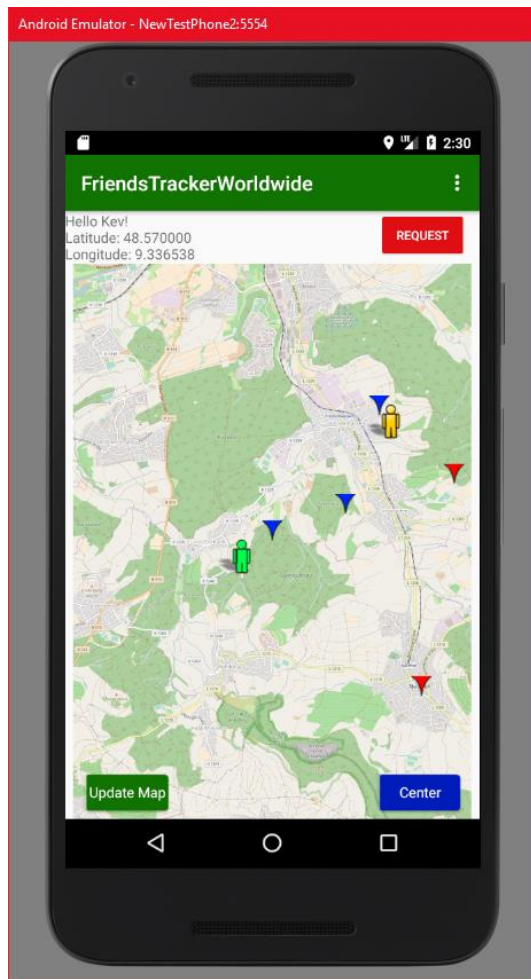 Android Emulator - NewTestPhone2:5554
LTE 2:30
FriendsTrackerWorldwide
Hello Kev!
Latitude: 48.570000
Longitude: 9.336538
REQUEST
Update Map
Center